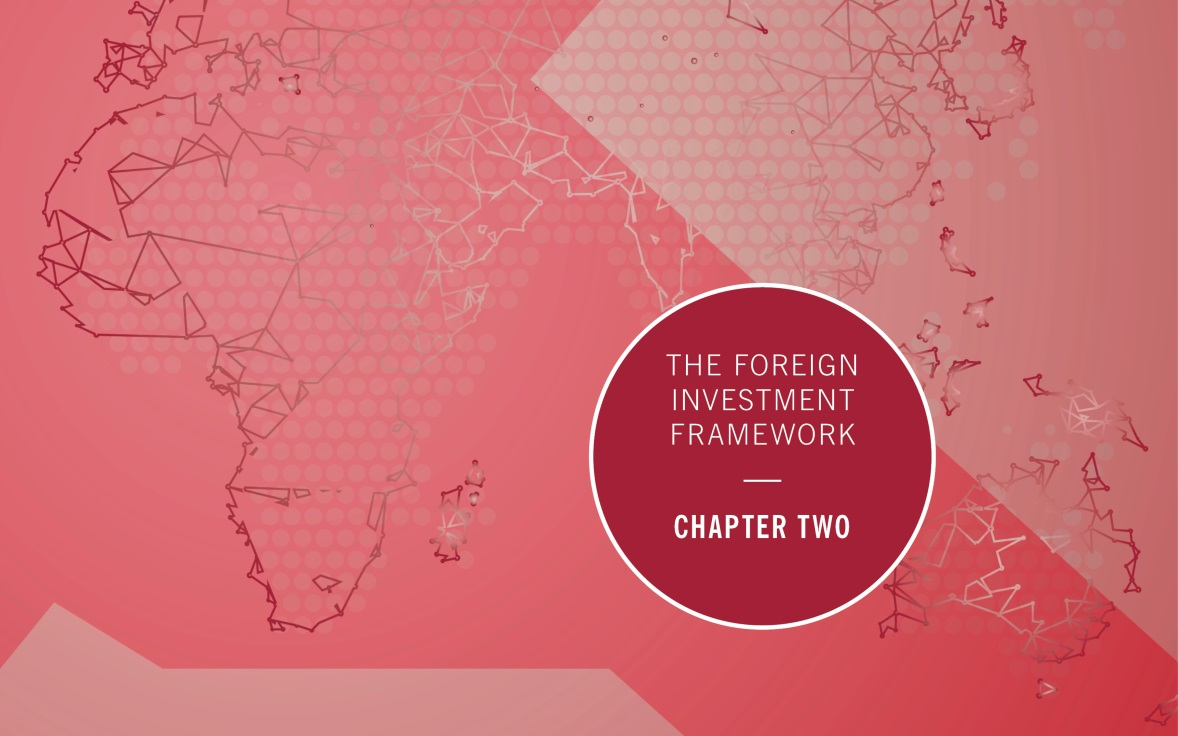 THE FOREIGN
INVESTMENT
FRAMEWORK
CHAPTER TWO